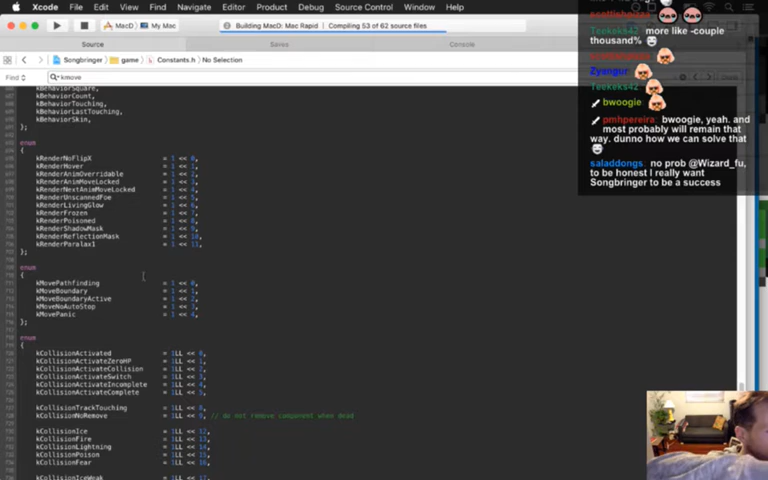 Xcode File Edit View Find Navigate Editor Product Debug Source Control Window Help
MacD My Mac
Building MacD: Mac Rapid | Compiling 53 of 62 source files
Source Saves Console
Songbringer game Constants.h No Selection
Find kmove
kBehaviorSquare,
kBehaviorCount,
kBehaviorTouching,
kBehaviorLastTouching,
kBehaviorSkin,
};
enum
{
kRenderNoFlipX = 1 << 0,
kRenderHover = 1 << 1,
kRenderAnimOverridable = 1 << 2,
kRenderAnimMoveLocked = 1 << 3,
kRenderNextAnimMoveLocked = 1 << 4,
kRenderUnscannedFoe = 1 << 5,
kRenderLivingGlow = 1 << 6,
kRenderFrozen = 1 << 7,
kRenderPoisoned = 1 << 8,
kRenderShadowMask = 1 << 9,
kRenderReflectionMask = 1 << 10,
kRenderParalax1 = 1 << 11,
};
enum
{
kMovePathfinding = 1 << 0,
kMoveBoundary = 1 << 1,
kMoveBoundaryActive = 1 << 2,
kMoveNoAutoStop = 1 << 3,
kMovePanic = 1 << 4,
};
enum
{
kCollisionActivated = 1LL << 0,
kCollisionActivateZeroHP = 1LL << 1,
kCollisionActivateCollision = 1LL << 2,
kCollisionActivateSwitch = 1LL << 3,
kCollisionActivateIncomplete = 1LL << 4,
kCollisionActivateComplete = 1LL << 5,
kCollisionTrackTouching = 1LL << 8,
kCollisionNoRemove = 1LL << 9, // do not remove component when dead
kCollisionIce = 1LL << 12,
kCollisionFire = 1LL << 13,
kCollisionLightning = 1LL << 14,
kCollisionPoison = 1LL << 15,
kCollisionFear = 1LL << 16,
kCollisionIceWeak = 1LL << 17,
Teekeks42: more like -couple
thousand%
Zyangur:
Teekeks42:
bwoogie:
pmhpereira: bwoogie, yeah. and
most probably will remain that
way. dunno how we can solve that
saladdongs: no prob @Wizard_fu,
to be honest I really want
Songbringer to be a success